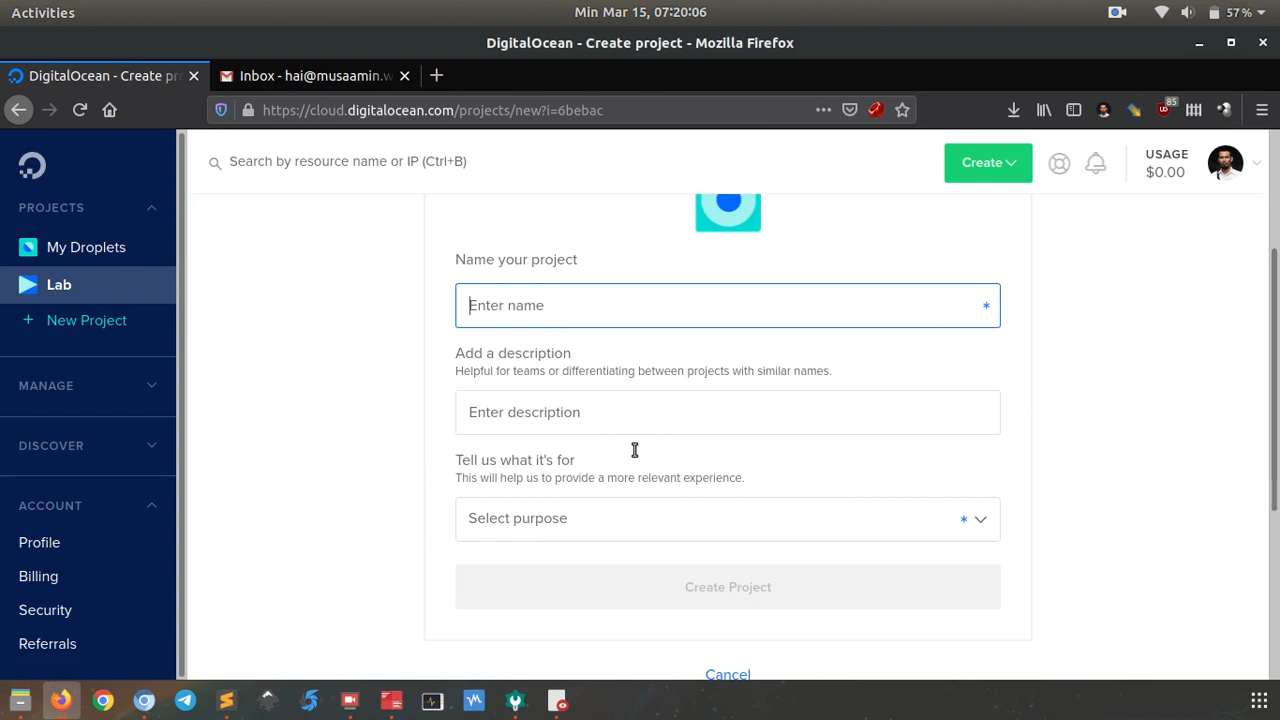 Activities
Min Mar 15, 07:20:06
57 %
DigitalOcean - Create project - Mozilla Firefox
DigitalOcean - Create pr
Inbox - hai@musaamin.w
https://cloud.digitalocean.com/projects/new?i=6bebac
85
Search by resource name or IP (Ctrl+B)
Create
USAGE
$0.00
PROJECTS
My Droplets
Lab
+ New Project
MANAGE
DISCOVER
ACCOUNT
Profile
Billing
Security
Referrals
Name your project
Enter name *
Add a description
Helpful for teams or differentiating between projects with similar names.
Enter description
Tell us what it's for
This will help us to provide a more relevant experience.
Select purpose *
Create Project
Cancel